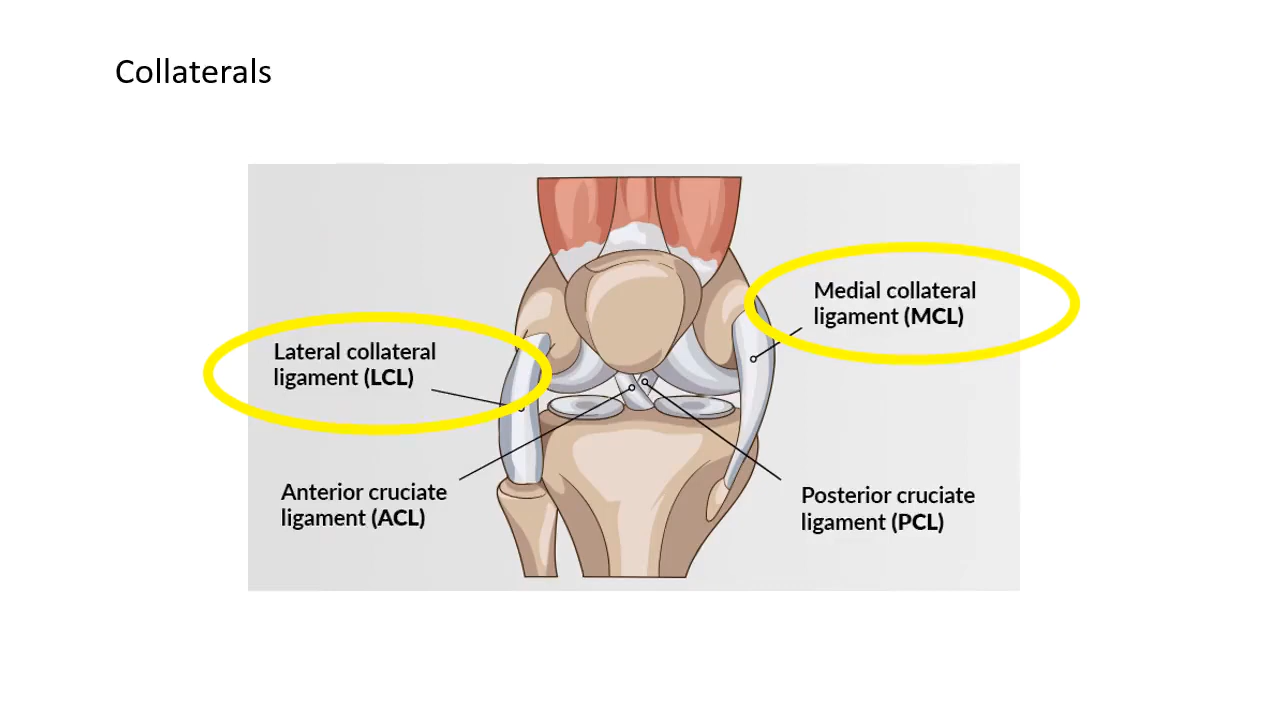 Collaterals
Medial collateral
ligament (MCL)
Lateral collateral
ligament (LCL)
Anterior cruciate
ligament (ACL)
Posterior cruciate
ligament (PCL)